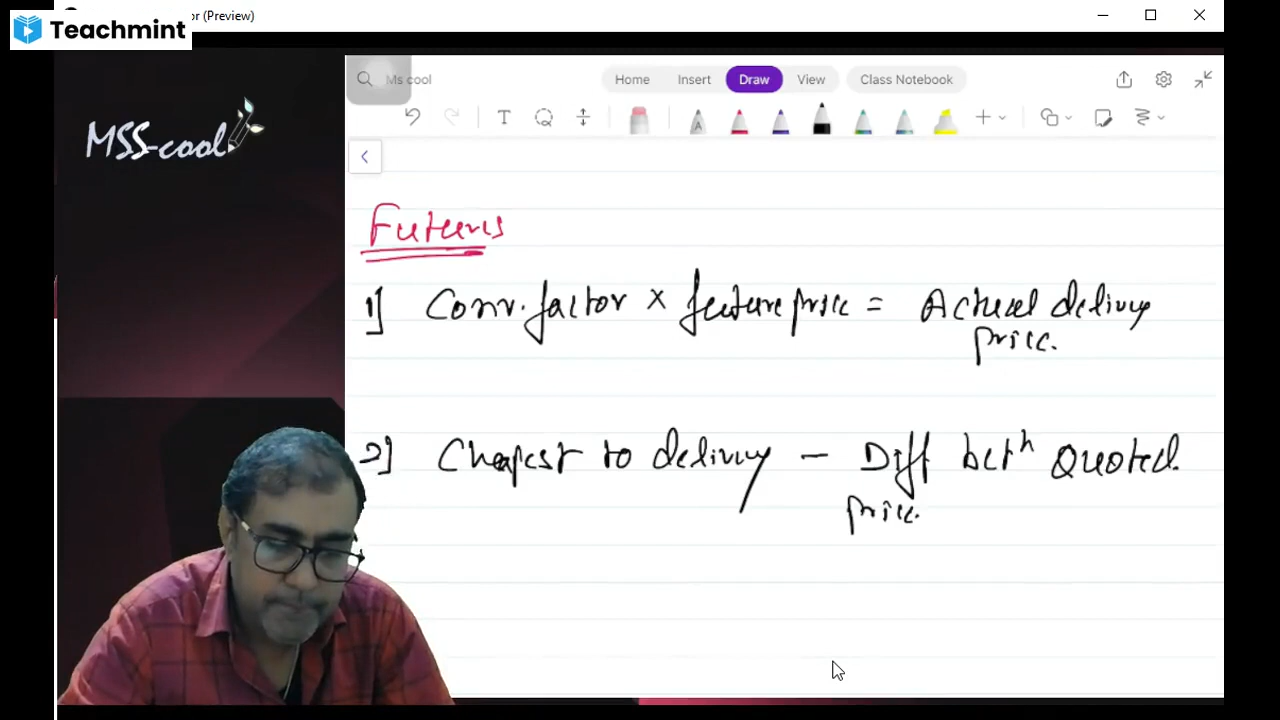 Teachmint
or (Preview)
MSS-cool
Ms cool
Home
Insert
Draw
View
Class Notebook
Futures
1] Conv. factor × future price = Actual delivery
price.
2] Cheapest to delivery - Diff betn Quoted
price.